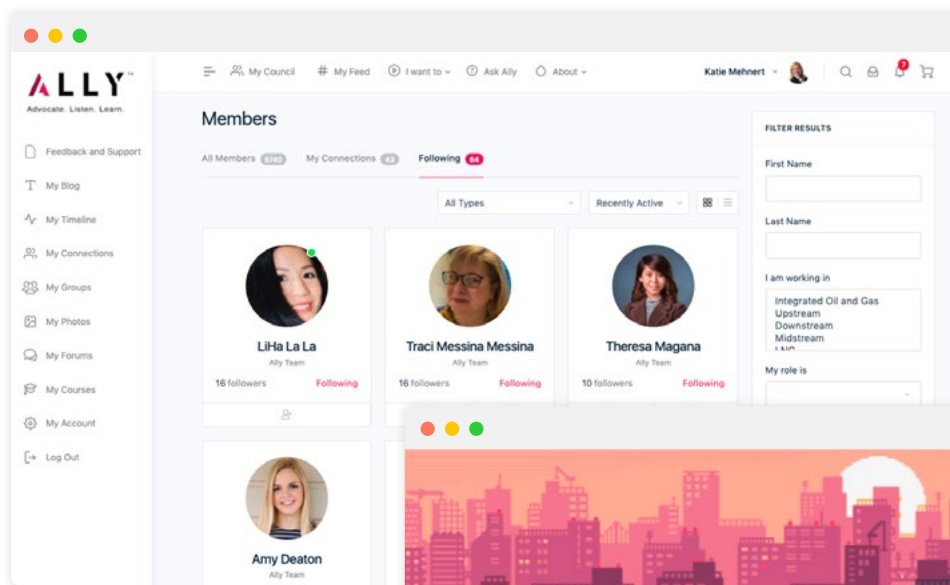 ALLY™
Advocate. Listen. Learn.
My Council # My Feed I want to Ask Ally About Katie Mehnert 7
Feedback and Support
My Blog
My Timeline
My Connections
My Groups
My Photos
My Forums
My Courses
My Account
Log Out
Members
All Members My Connections Following 64
All Types Recently Active
LiHa La La
Ally Team
16 followers Following
Traci Messina Messina
Ally Team
16 followers Following
Theresa Magana
Ally Team
10 followers Following
Amy Deaton
Ally Team
FILTER RESULTS
First Name
Last Name
I am working in
Integrated Oil and Gas
Upstream
Downstream
Midstream
LNG
My role is